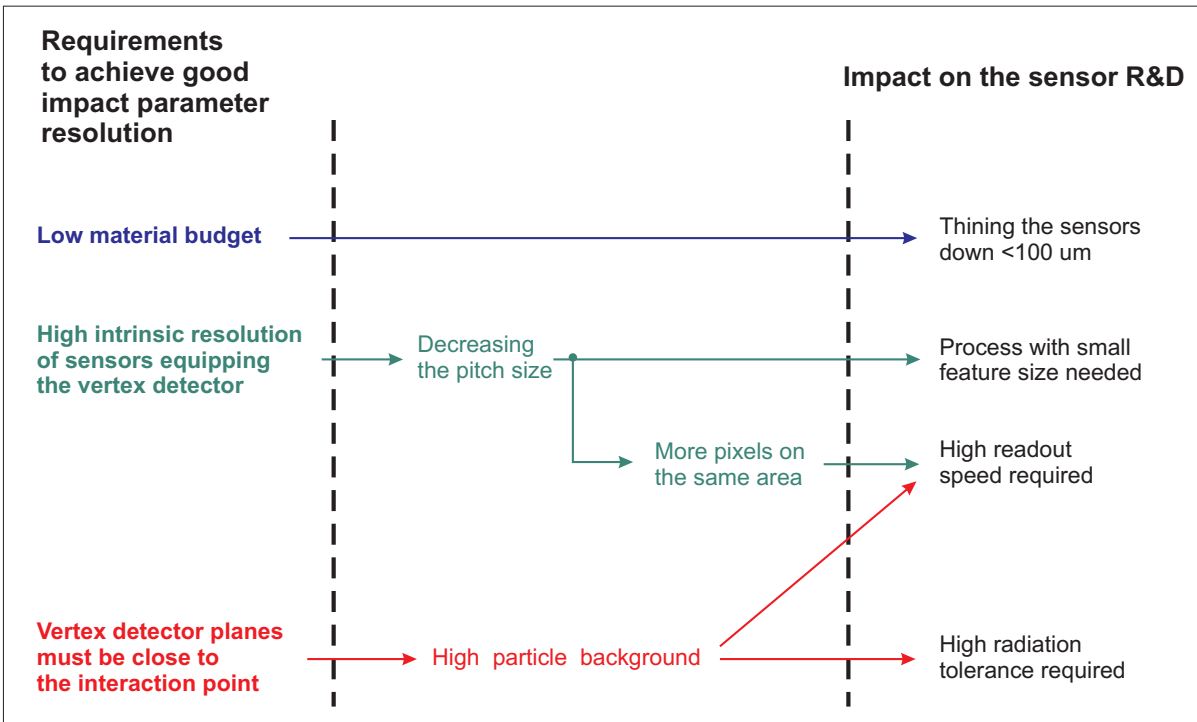 Requirements
to achieve good
impact parameter
resolution
Impact on the sensor R&D
Low material budget
Thining the sensors
down <100 um
High intrinsic resolution
of sensors equipping
the vertex detector
Decreasing
the pitch size
Process with small
feature size needed
More pixels on
the same area
High readout
speed required
Vertex detector planes
must be close to
the interaction point
High particle background
High radiation
tolerance required